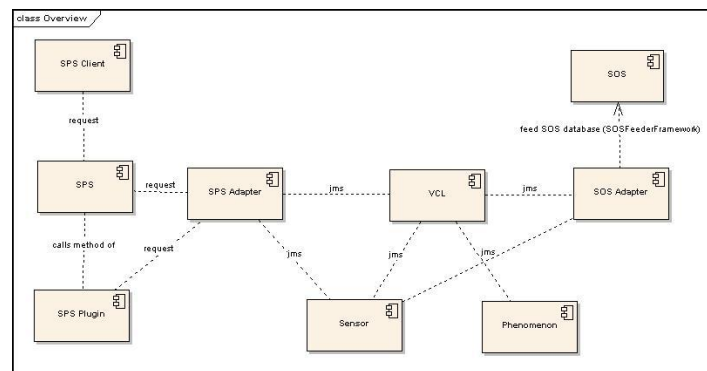 class Overview
SPS Client
SOS
request
feed SOS database (SOSFeederFramework)
SPS
request
SPS Adapter
jms
VCL
jms
SOS Adapter
calls method of
request
jms
jms
jms
SPS Plugin
Sensor
Phenomenon